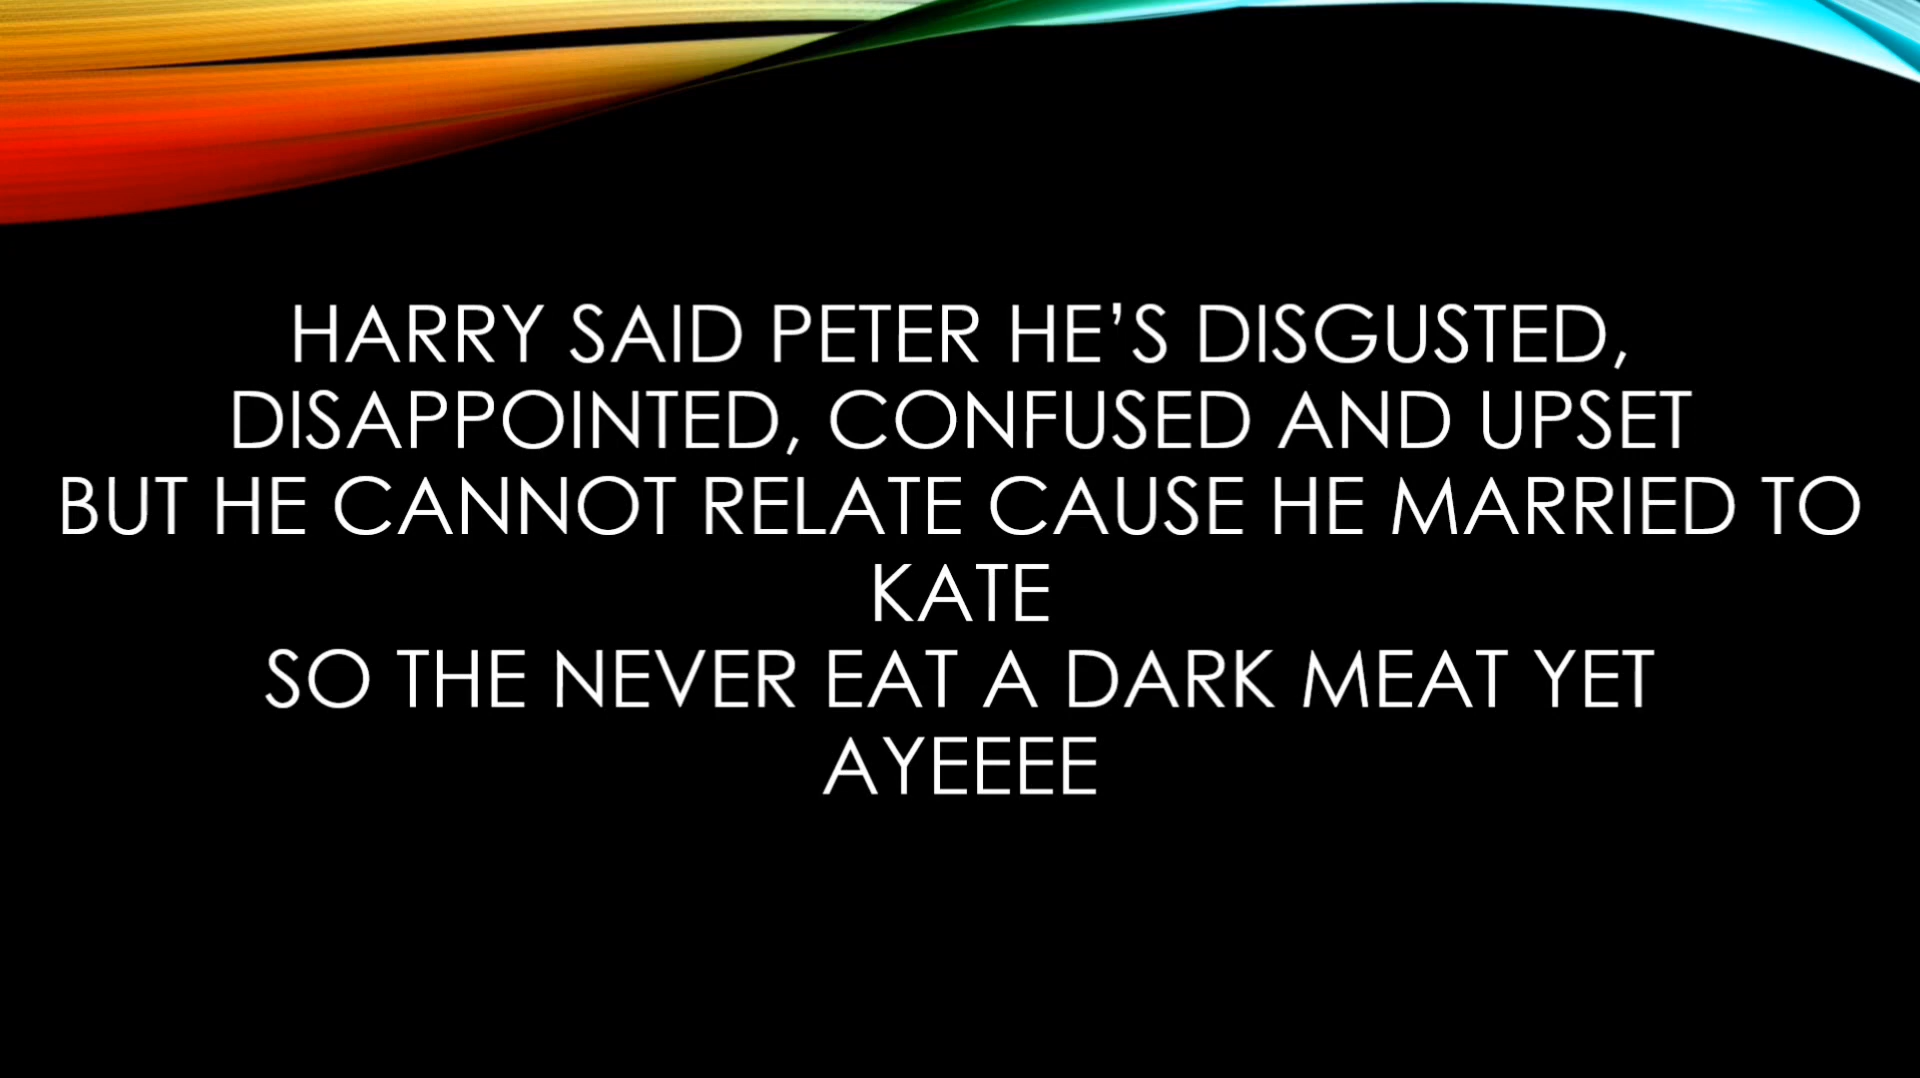 HARRY SAID PETER HE’S DISGUSTED,
DISAPPOINTED, CONFUSED AND UPSET
BUT HE CANNOT RELATE CAUSE HE MARRIED TO
KATE
SO THE NEVER EAT A DARK MEAT YET
AYEEEE